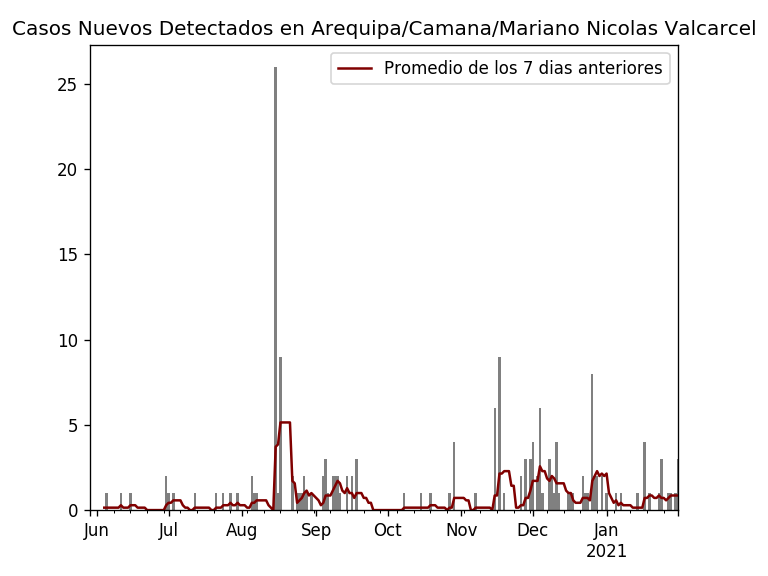 Casos Nuevos Detectados en Arequipa/Camana/Mariano Nicolas Valcarcel
Promedio de los 7 dias anteriores
25
20
15
10
5
0
Jun Jul Aug Sep Oct Nov Dec Jan
2021